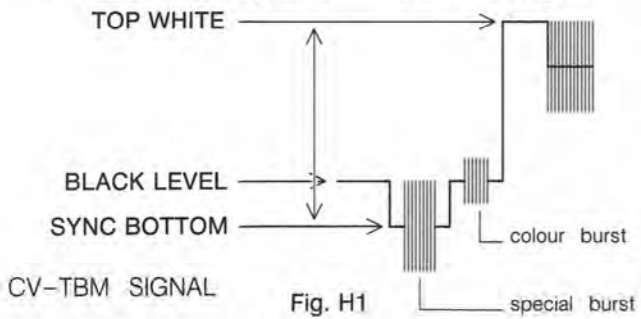 TOP WHITE
BLACK LEVEL
SYNC BOTTOM
colour burst
CV-TBM SIGNAL
Fig. H1
special burst